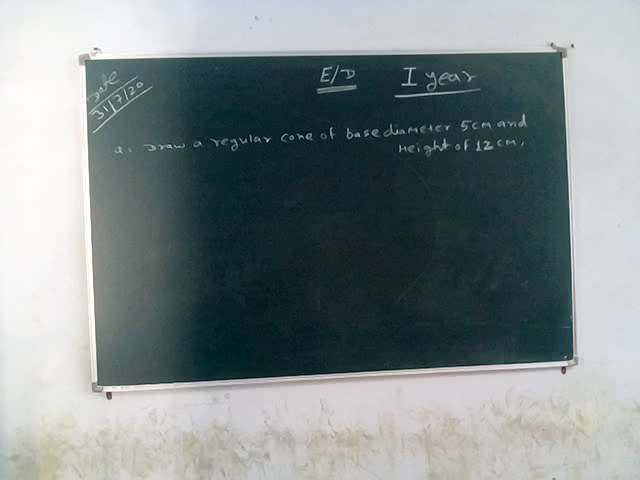 Date
31/7/20
E/D I year
Q. Draw a regular cone of base diameter 5cm and
Height of 12cm.